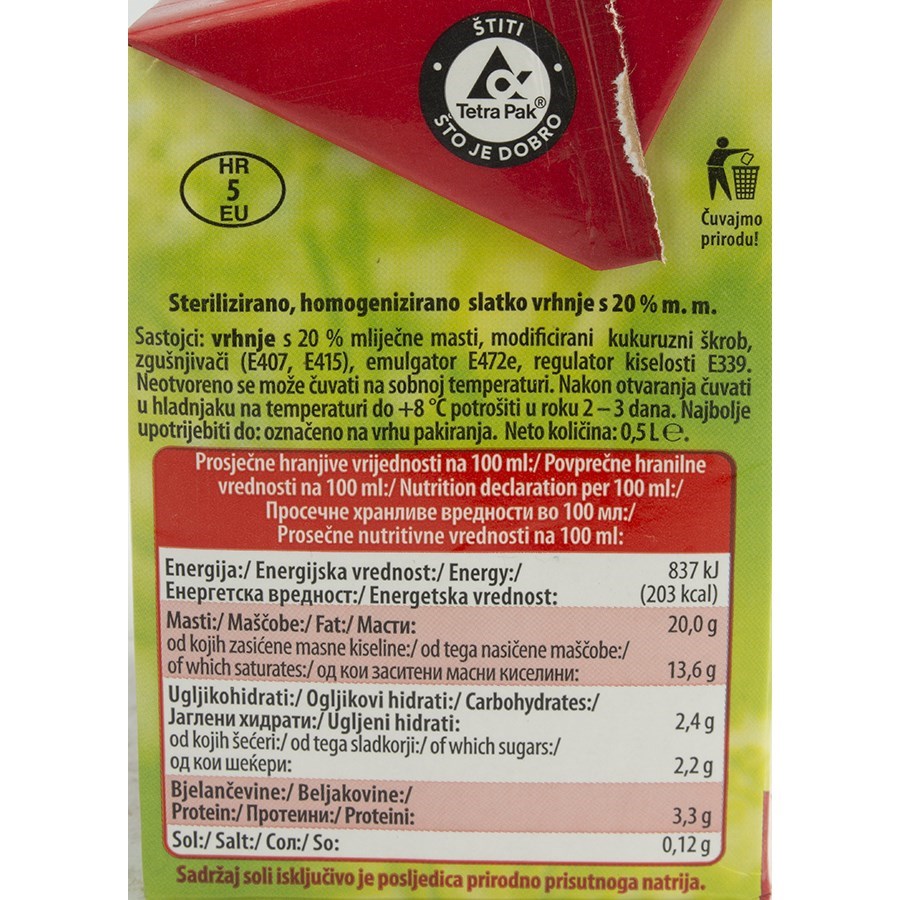 ŠTITI
Tetra Pak®
ŠTO JE DOBRO
HR
5
EU
Čuvajmo
prirodu!
Sterilizirano, homogenizirano slatko vrhnje s 20 % m. m.
Sastojci: vrhnje s 20 % mliječne masti, modificirani kukuruzni škrob,
zgušnjivači (E407, E415), emulgator E472e, regulator kiselosti E339.
Neotvoreno se može čuvati na sobnoj temperaturi. Nakon otvaranja čuvati
u hladnjaku na temperaturi do +8 °C potrošiti u roku 2 – 3 dana. Najbolje
upotrijebiti do: označeno na vrhu pakiranja. Neto količina: 0,5 L ℮.
Prosječne hranjive vrijednosti na 100 ml:/ Povprečne hranilne
vrednosti na 100 ml:/ Nutrition declaration per 100 ml:/
Просечне хранливе вредности во 100 мл:/
Prosečne nutritivne vrednosti na 100 ml:
Energija:/ Energijska vrednost:/ Energy:/ 837 kJ
Енергетска вредност:/ Energetska vrednost: (203 kcal)
Masti:/ Maščobe:/ Fat:/ Масти: 20,0 g
od kojih zasićene masne kiseline:/ od tega nasičene maščobe:/
of which saturates:/ од кои заситени масни киселини: 13,6 g
Ugljikohidrati:/ Ogljikovi hidrati:/ Carbohydrates:/
Јаглени хидрати:/ Ugljeni hidrati: 2,4 g
od kojih šećeri:/ od tega sladkorji:/ of which sugars:/
од кои шеќери: 2,2 g
Bjelančevine:/ Beljakovine:/
Protein:/ Протеини:/ Proteini: 3,3 g
Sol:/ Salt:/ Сол:/ So: 0,12 g
Sadržaj soli isključivo je posljedica prirodno prisutnoga natrija.